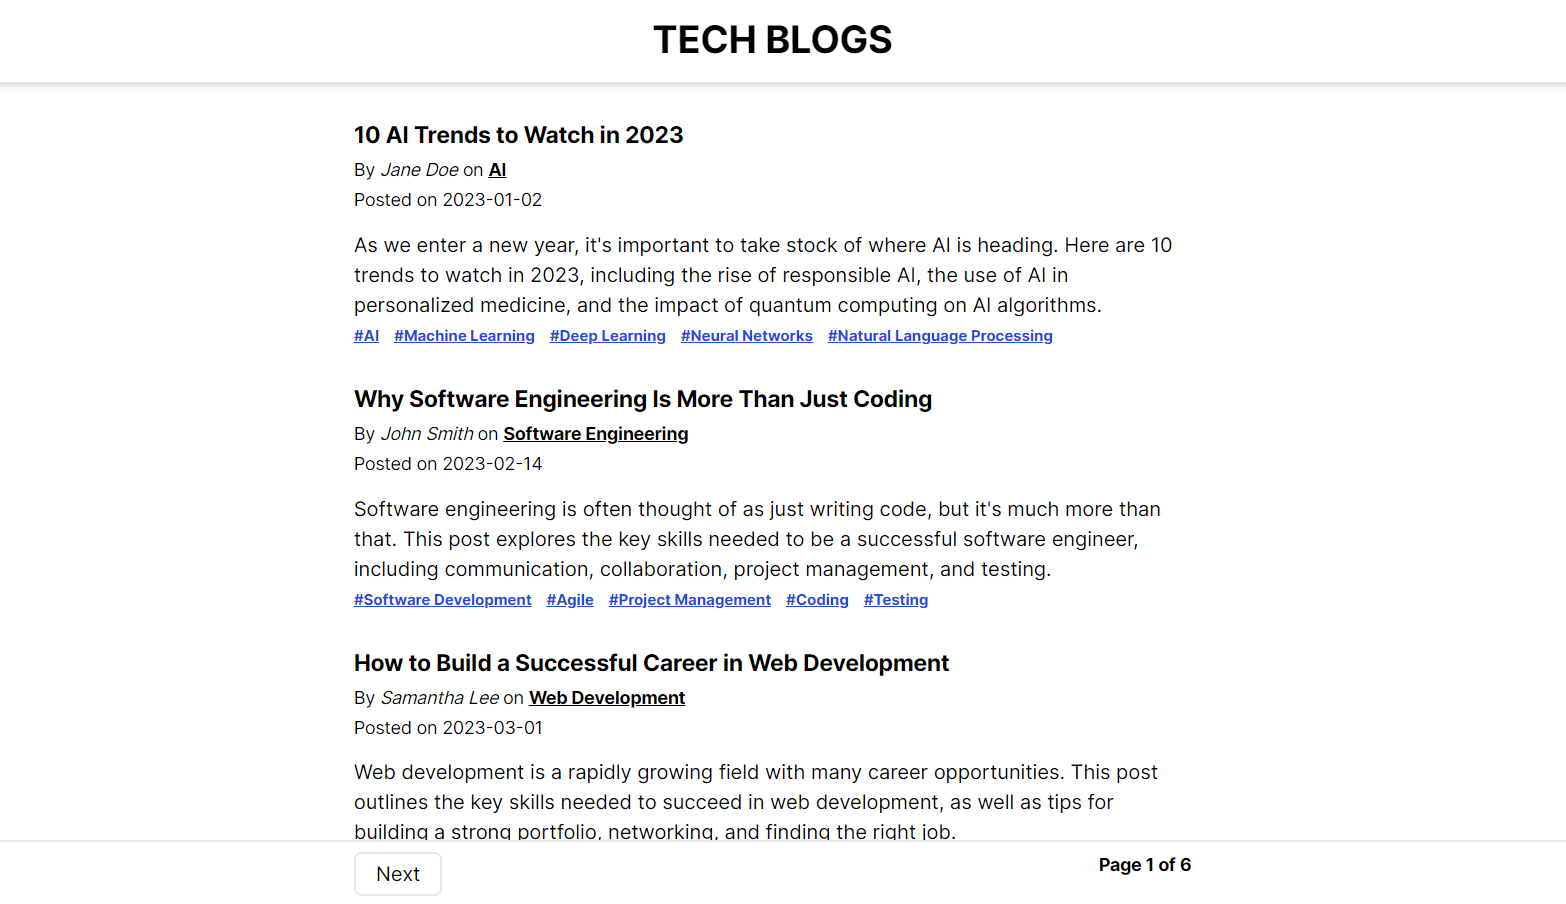 TECH BLOGS
10 AI Trends to Watch in 2023
By Jane Doe on AI
Posted on 2023-01-02
As we enter a new year, it's important to take stock of where AI is heading. Here are 10
trends to watch in 2023, including the rise of responsible AI, the use of AI in
personalized medicine, and the impact of quantum computing on AI algorithms.
#AI #Machine Learning #Deep Learning #Neural Networks #Natural Language Processing
Why Software Engineering Is More Than Just Coding
By John Smith on Software Engineering
Posted on 2023-02-14
Software engineering is often thought of as just writing code, but it's much more than
that. This post explores the key skills needed to be a successful software engineer,
including communication, collaboration, project management, and testing.
#Software Development #Agile #Project Management #Coding #Testing
How to Build a Successful Career in Web Development
By Samantha Lee on Web Development
Posted on 2023-03-01
Web development is a rapidly growing field with many career opportunities. This post
outlines the key skills needed to succeed in web development, as well as tips for
building a strong portfolio, networking, and finding the right job.
Next
Page 1 of 6